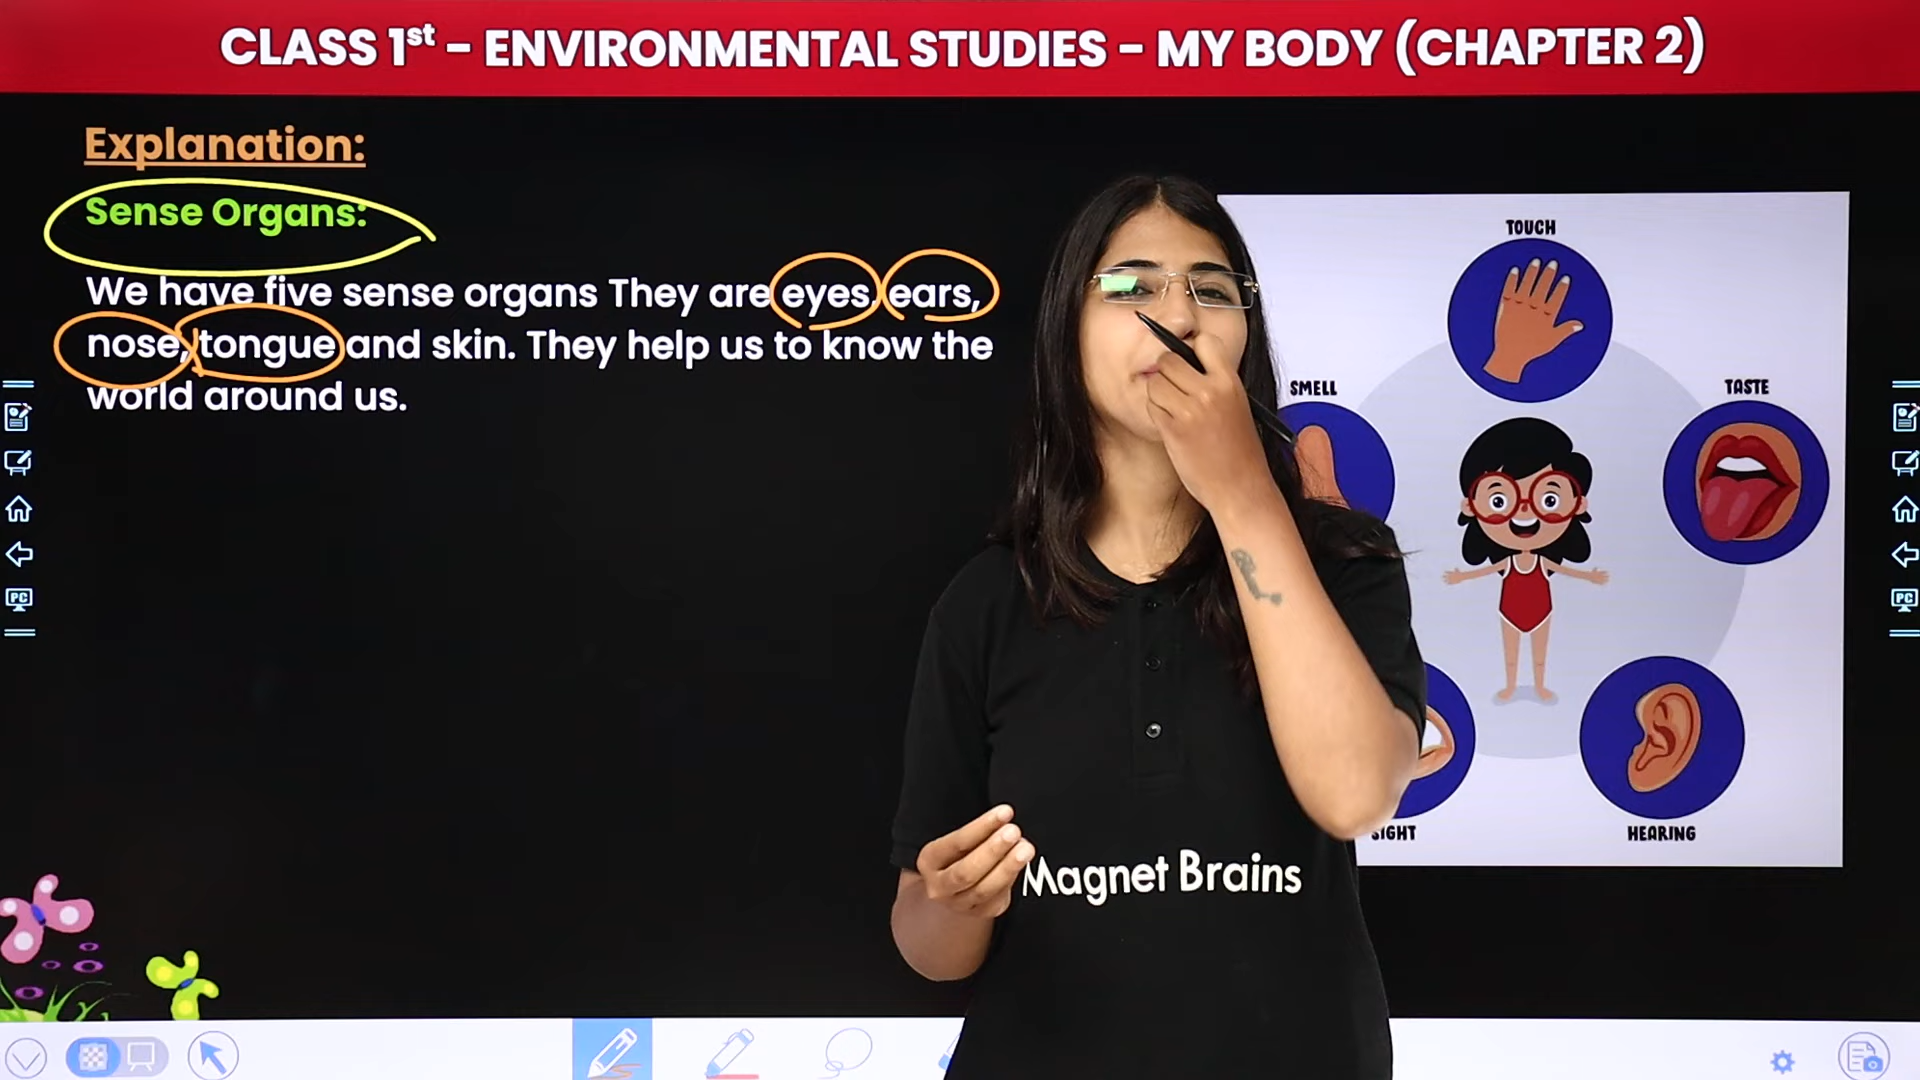 CLASS 1st – ENVIRONMENTAL STUDIES – MY BODY (CHAPTER 2)
Explanation:
Sense Organs:
We have five sense organs They are eyes, ears,
nose, tongue and skin. They help us to know the
world around us.
TOUCH
SMELL
TASTE
SIGHT
HEARING
Magnet Brains
PC
PC